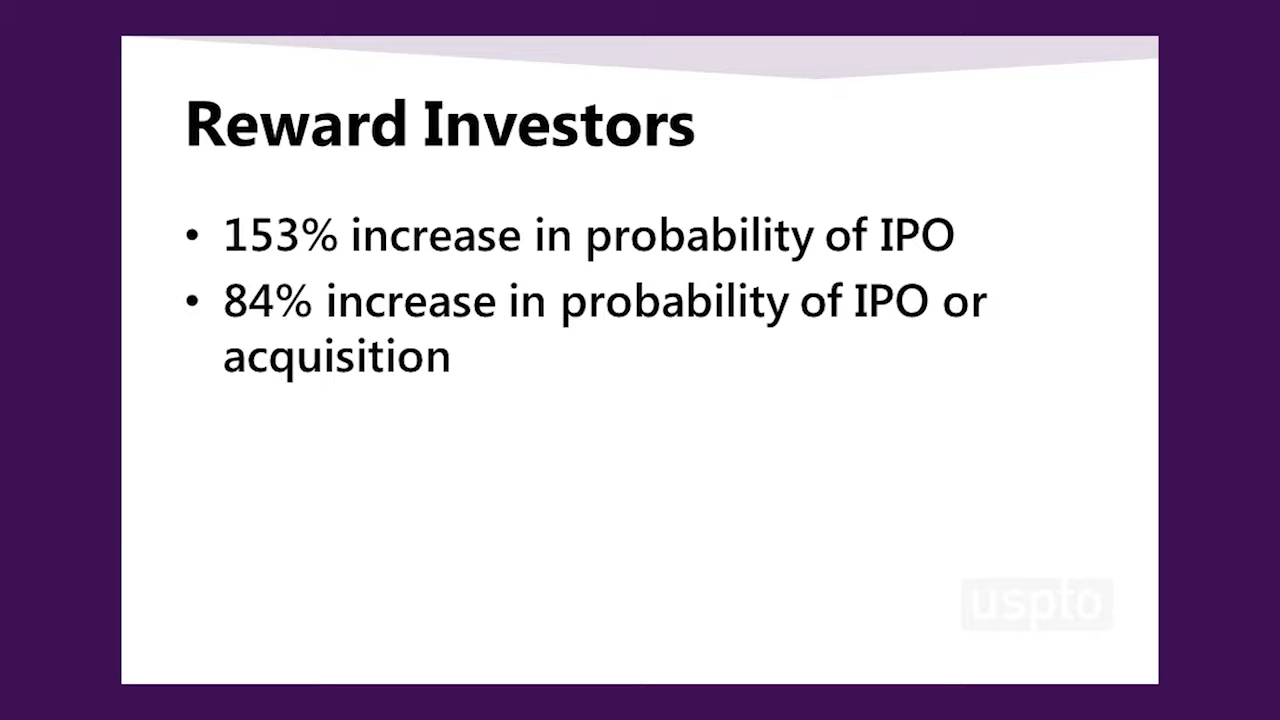 Reward Investors
• 153% increase in probability of IPO
• 84% increase in probability of IPO or
acquisition
uspto